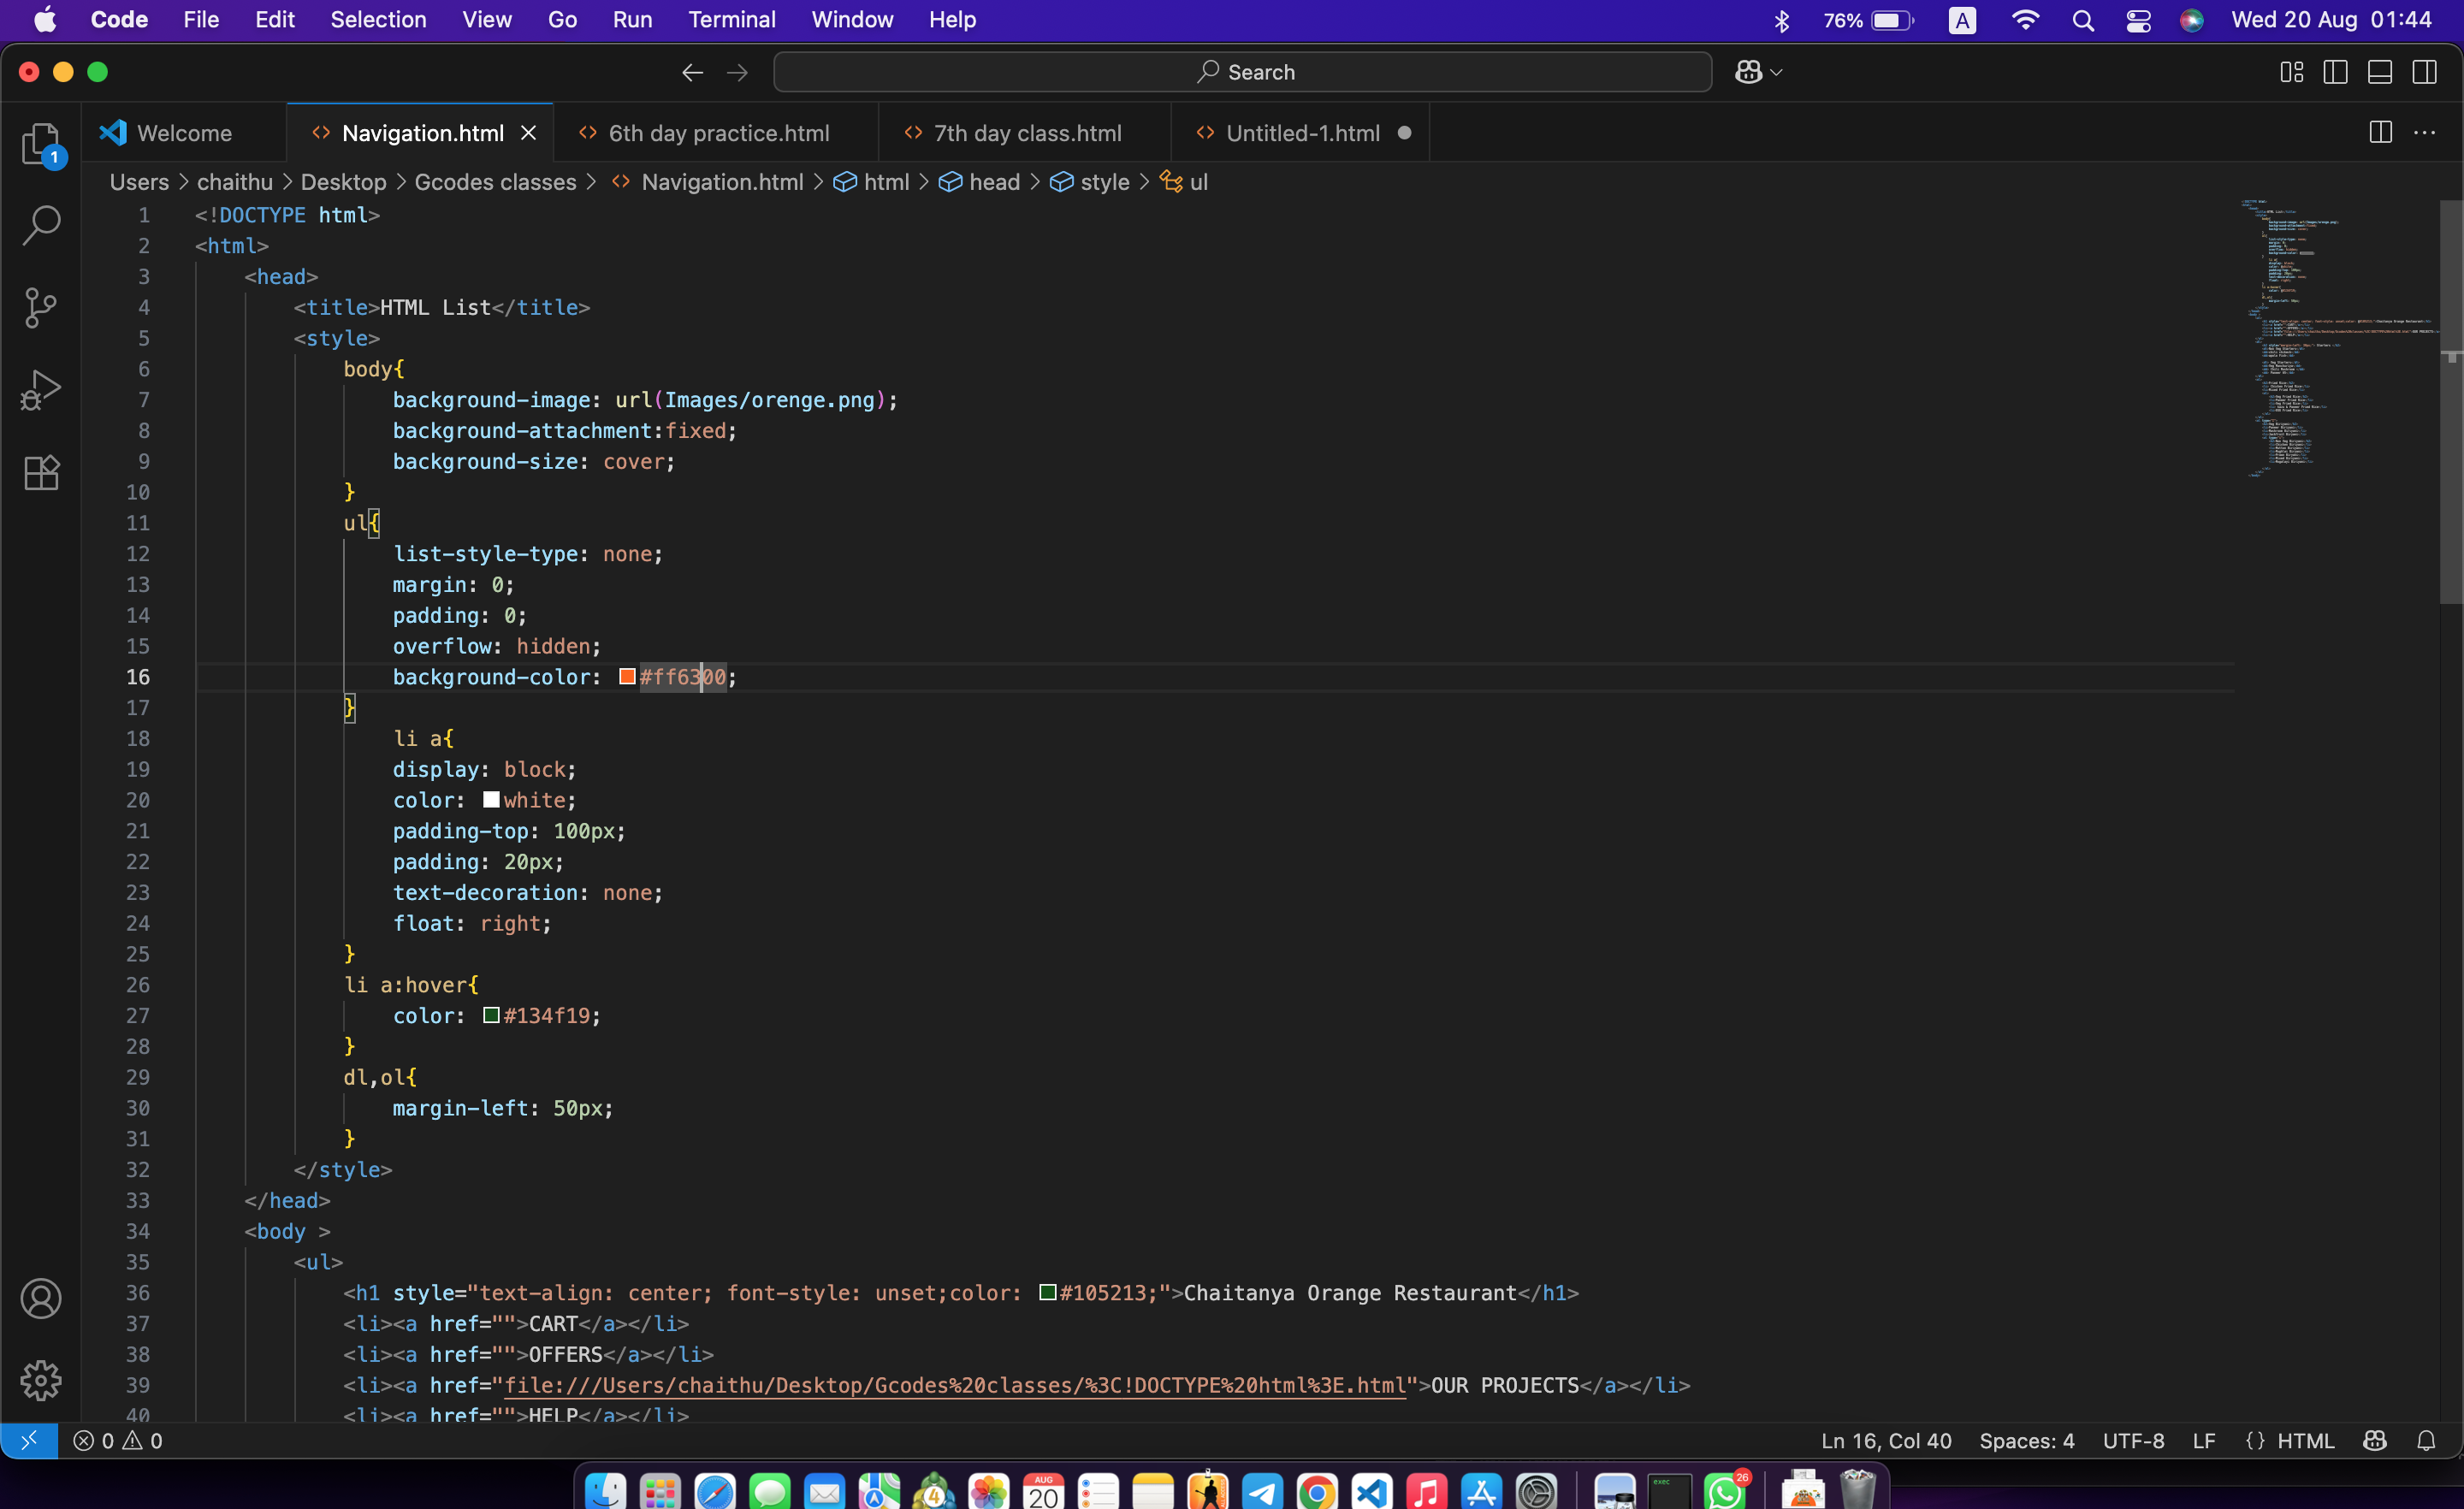 Code File Edit Selection View Go Run Terminal Window Help 76% A Wed 20 Aug 01:44
Search
1 Welcome Navigation.html 6th day practice.html 7th day class.html Untitled-1.html
Users > chaithu > Desktop > Gcodes classes > Navigation.html > html > head > style > ul
1 <!DOCTYPE html>
2 <html>
3 <head>
4 <title>HTML List</title>
5 <style>
6 body{
7 background-image: url(Images/orenge.png);
8 background-attachment:fixed;
9 background-size: cover;
10 }
11 ul{
12 list-style-type: none;
13 margin: 0;
14 padding: 0;
15 overflow: hidden;
16 background-color: #ff6300;
17 }
18 li a{
19 display: block;
20 color: white;
21 padding-top: 100px;
22 padding: 20px;
23 text-decoration: none;
24 float: right;
25 }
26 li a:hover{
27 color: #134f19;
28 }
29 dl,ol{
30 margin-left: 50px;
31 }
32 </style>
33 </head>
34 <body >
35 <ul>
36 <h1 style="text-align: center; font-style: unset;color: #105213;">Chaitanya Orange Restaurant</h1>
37 <li><a href="">CART</a></li>
38 <li><a href="">OFFERS</a></li>
39 <li><a href="file:///Users/chaithu/Desktop/Gcodes%20classes/%3C!DOCTYPE%20html%3E.html">OUR PROJECTS</a></li>
40 <li><a href="">HELP</a></li>
0 0 Ln 16, Col 40 Spaces: 4 UTF-8 LF {} HTML
4 AUG 20 exec 26